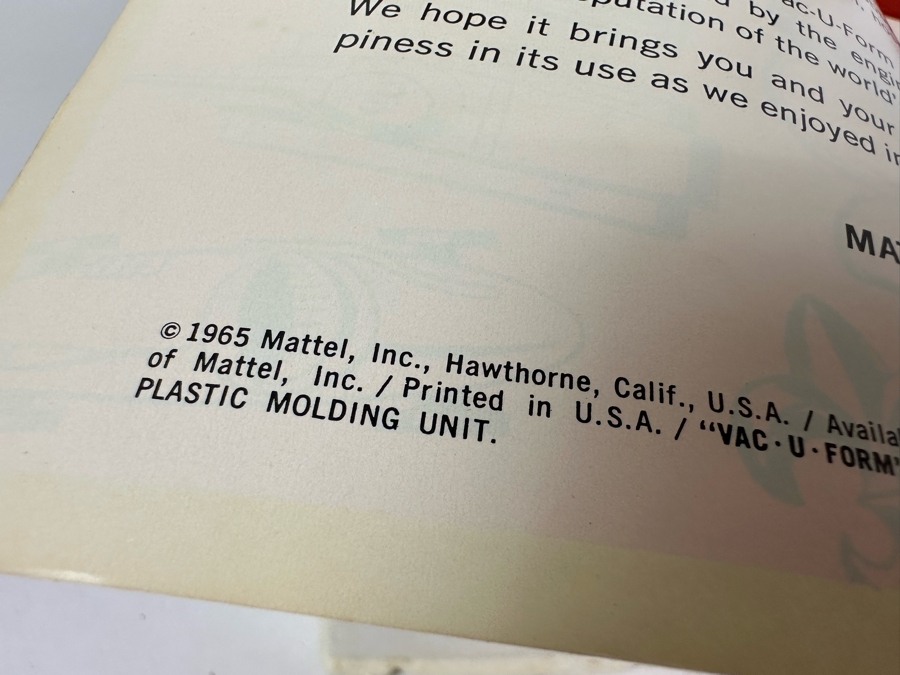 by the engi
putation of the world'
We hope it brings you and your
piness in its use as we enjoyed in
© 1965 Mattel, Inc., Hawthorne, Calif., U.S.A. / Availa
of Mattel, Inc. / Printed in U.S.A. / “VAC·U·FORM”
PLASTIC MOLDING UNIT.